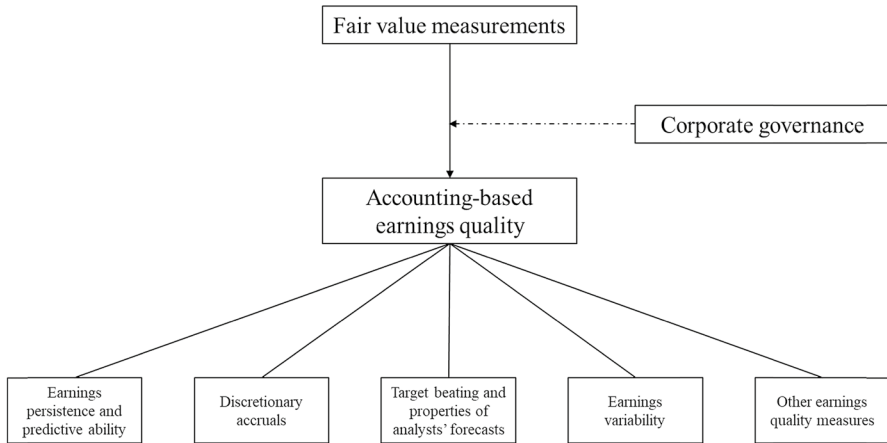 Fair value measurements
Corporate governance
Accounting-based
earnings quality
Earnings
persistence and
predictive ability
Discretionary
accruals
Target beating and
properties of
analysts' forecasts
Earnings
variability
Other earnings
quality measures